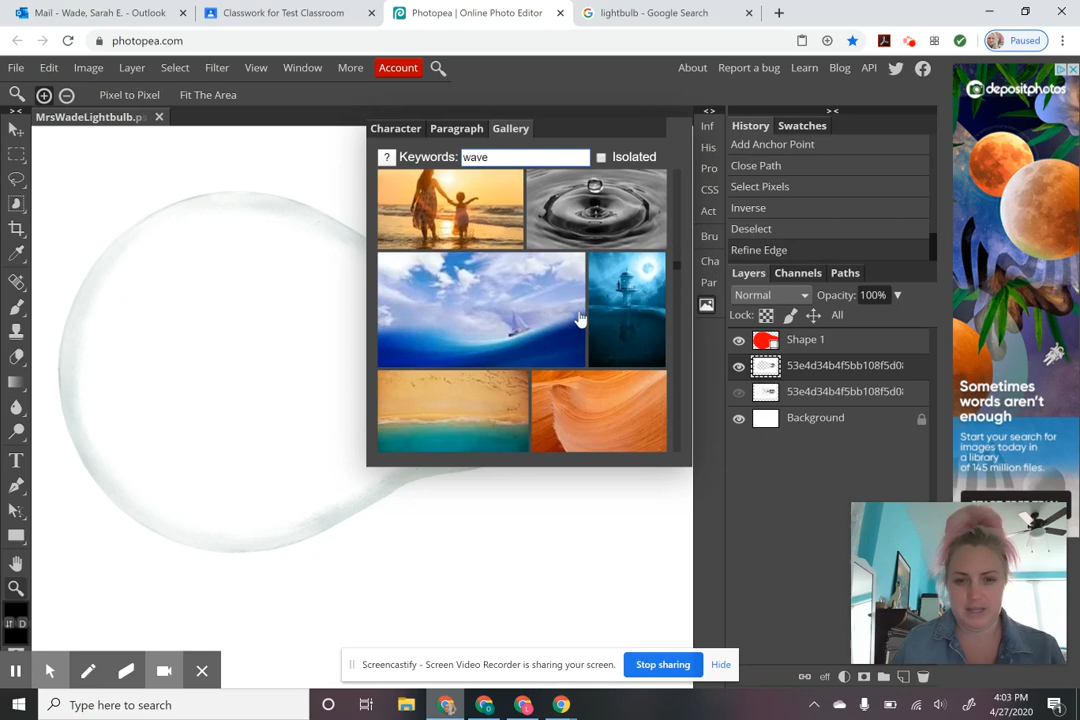 Mail - Wade, Sarah E. - Outlook
Classwork for Test Classroom
Photopea | Online Photo Editor
lightbulb - Google Search
photopea.com
Paused
File Edit Image Layer Select Filter View Window More Account
About Report a bug Learn Blog API
Pixel to Pixel Fit The Area
MrsWadeLightbulb.ps
Character Paragraph Gallery
? Keywords: wave Isolated
Inf
His
Pro
CSS
Act
Bru
Cha
Par
History Swatches
Add Anchor Point
Close Path
Select Pixels
Inverse
Deselect
Refine Edge
Layers Channels Paths
Normal Opacity: 100%
Lock: All
Shape 1
53e4d34b4f5bb108f5d0
53e4d34b4f5bb108f5d0
Background
eff
D
depositphotos
Sometimes
words aren't
enough
Start your search for
images today in
a library
of 145 million files.
Screencastify - Screen Video Recorder is sharing your screen. Stop sharing Hide
Type here to search
4:03 PM
4/27/2020